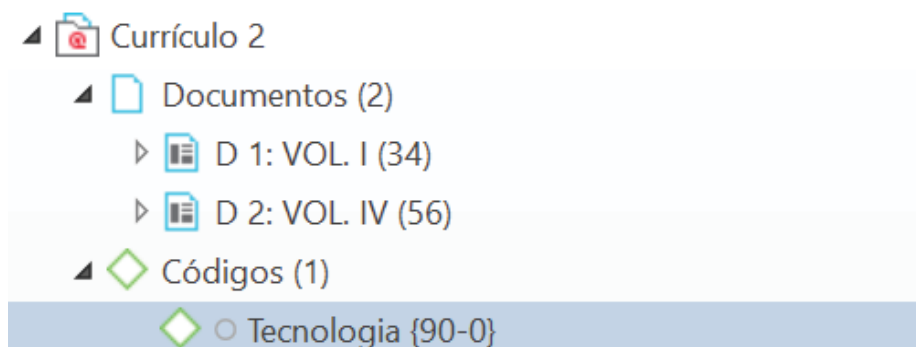 Currículo 2
Documentos (2)
D 1: VOL. I (34)
D 2: VOL. IV (56)
Códigos (1)
Tecnologia {90-0}